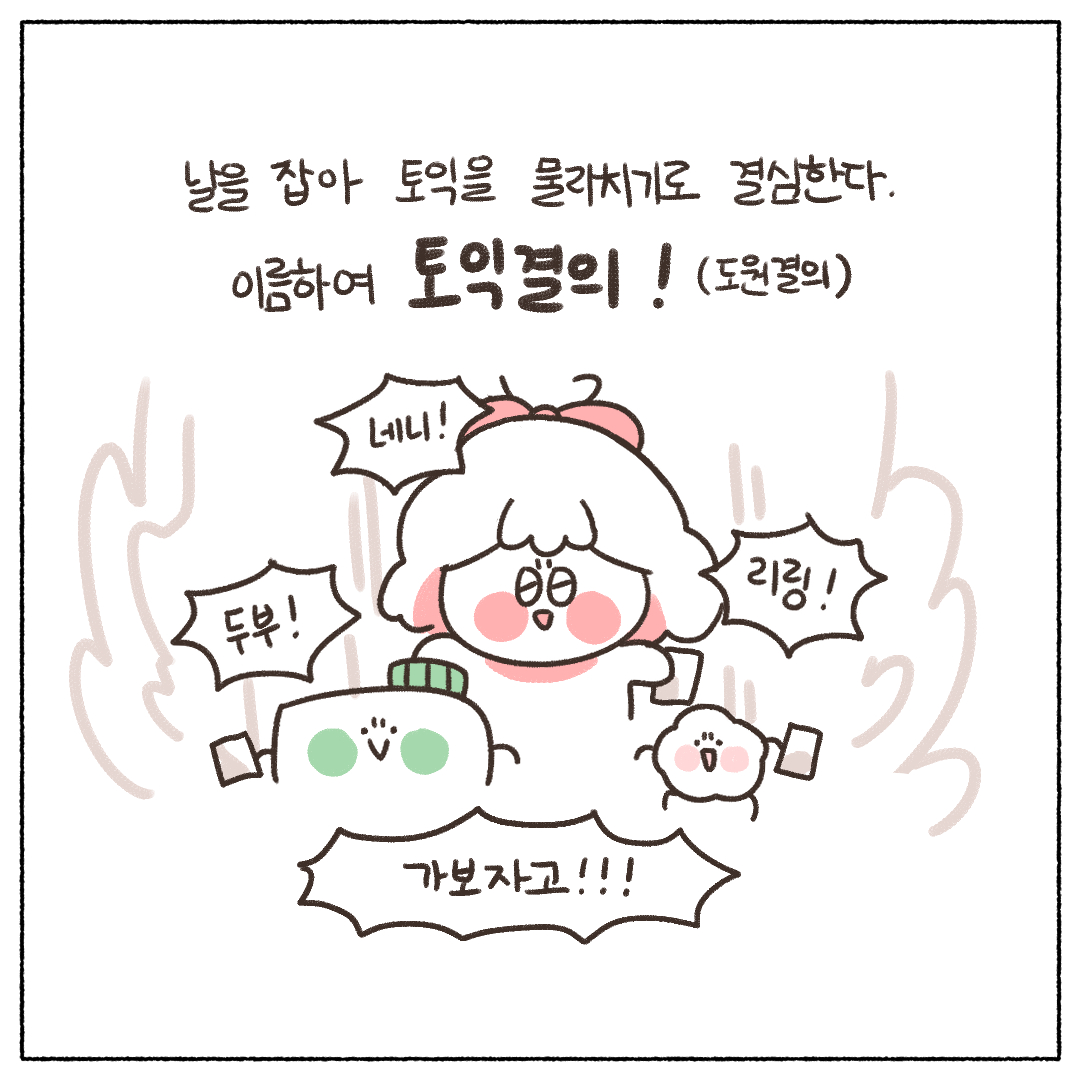 날을 잡아 토익을 물리치기로 결심한다.
이름하여 토익결의! (도원결의)
네니!
리링!
두부!
가보자고!!!